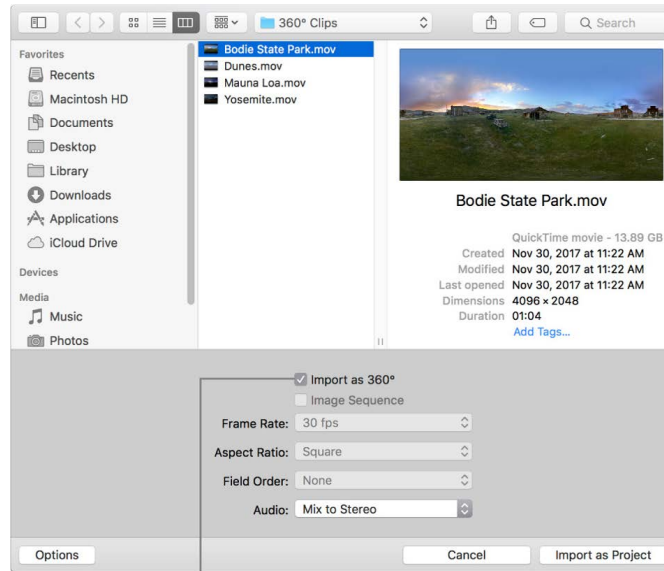 360° Clips
Search
Favorites
Recents
Macintosh HD
Documents
Desktop
Library
Downloads
Applications
iCloud Drive
Devices
Media
Music
Photos
Bodie State Park.mov
Dunes.mov
Mauna Loa.mov
Yosemite.mov
Bodie State Park.mov
QuickTime movie - 13.89 GB
Created Nov 30, 2017 at 11:22 AM
Modified Nov 30, 2017 at 11:22 AM
Last opened Nov 30, 2017 at 11:22 AM
Dimensions 4096 × 2048
Duration 01:04
Add Tags...
Import as 360°
Image Sequence
Frame Rate: 30 fps
Aspect Ratio: Square
Field Order: None
Audio: Mix to Stereo
Options
Cancel
Import as Project